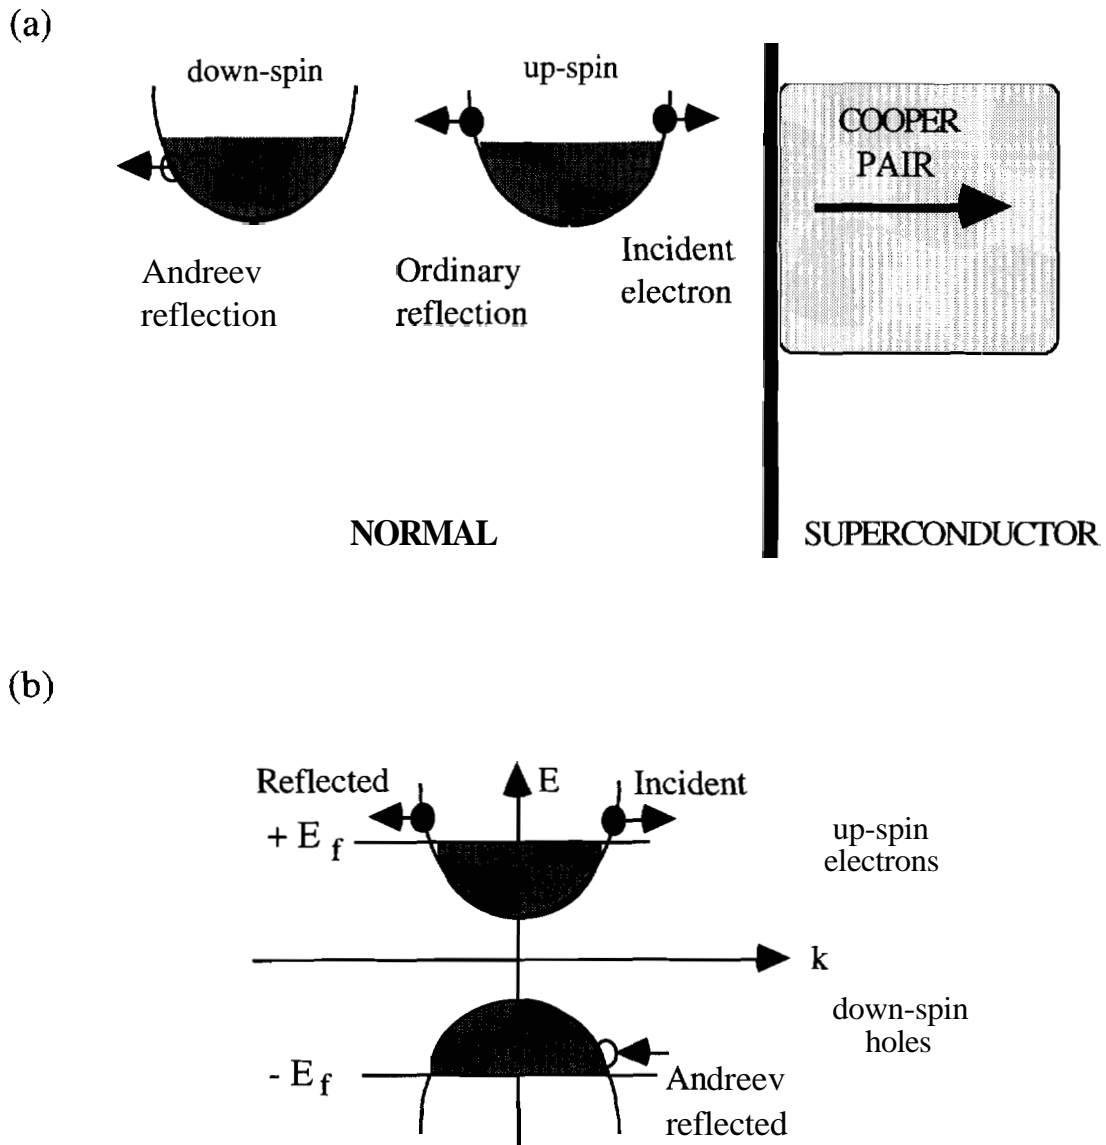 (a)
down-spin
up-spin
COOPER
PAIR
Andreev
reflection
Ordinary
reflection
Incident
electron
NORMAL
SUPERCONDUCTOR
(b)
Reflected
E
Incident
+ E f
up-spin
electrons
k
down-spin
holes
- E f
Andreev
reflected